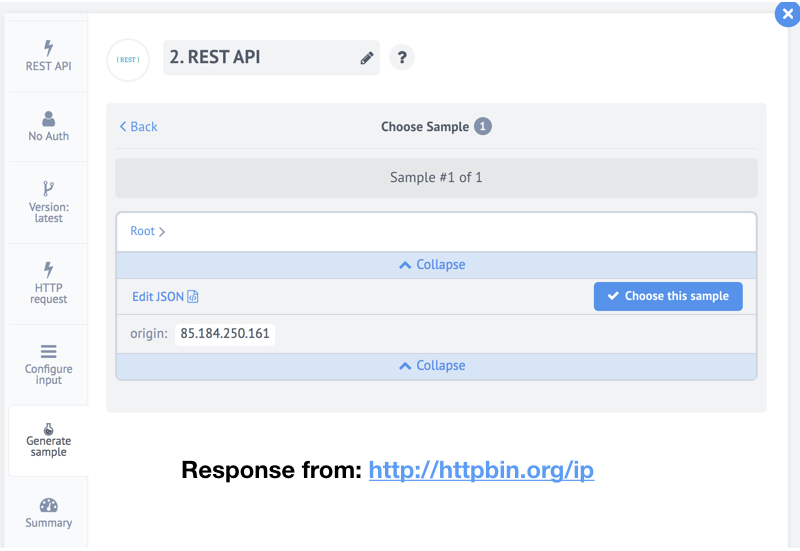 REST API
No Auth
Version:
latest
HTTP
request
Configure
input
Generate
sample
Summary
{REST}
2. REST API
?
Back
Choose Sample 1
Sample #1 of 1
Root
Collapse
Edit JSON
Choose this sample
origin: 85.184.250.161
Collapse
Response from: http://httpbin.org/ip